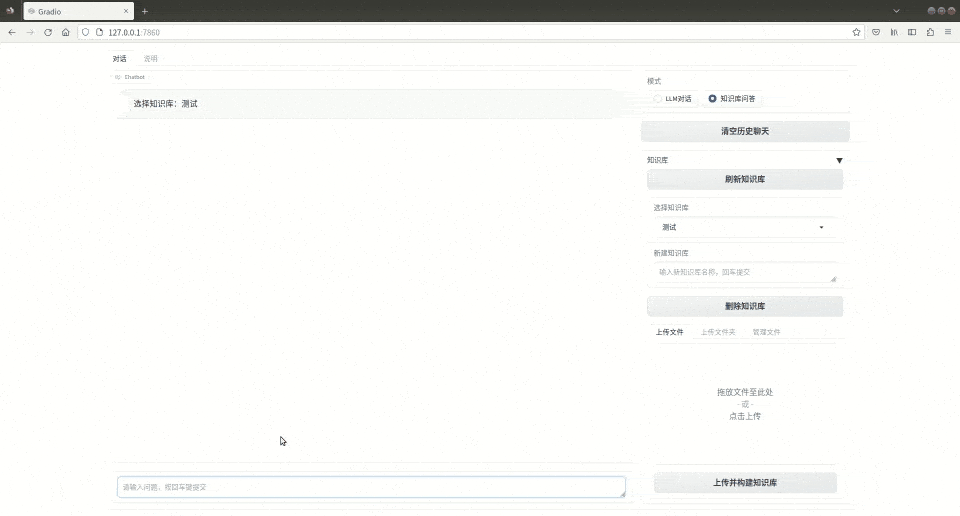 Gradio
127.0.0.1:7860
对话 说明
Chatbot
选择知识库：测试
请输入问题，按回车键提交
模式
LLM对话 知识库问答
清空历史聊天
知识库
刷新知识库
选择知识库
测试
新建知识库
输入新知识库名称，回车提交
删除知识库
上传文件 上传文件夹 管理文件
拖放文件至此处
- 或 -
点击上传
上传并构建知识库